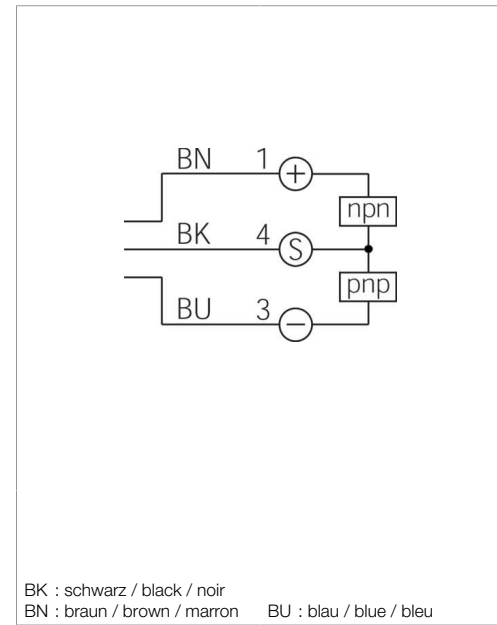 BN 1 +
npn
BK 4 S
pnp
BU 3 −
BK : schwarz / black / noir
BN : braun / brown / marron BU : blau / blue / bleu